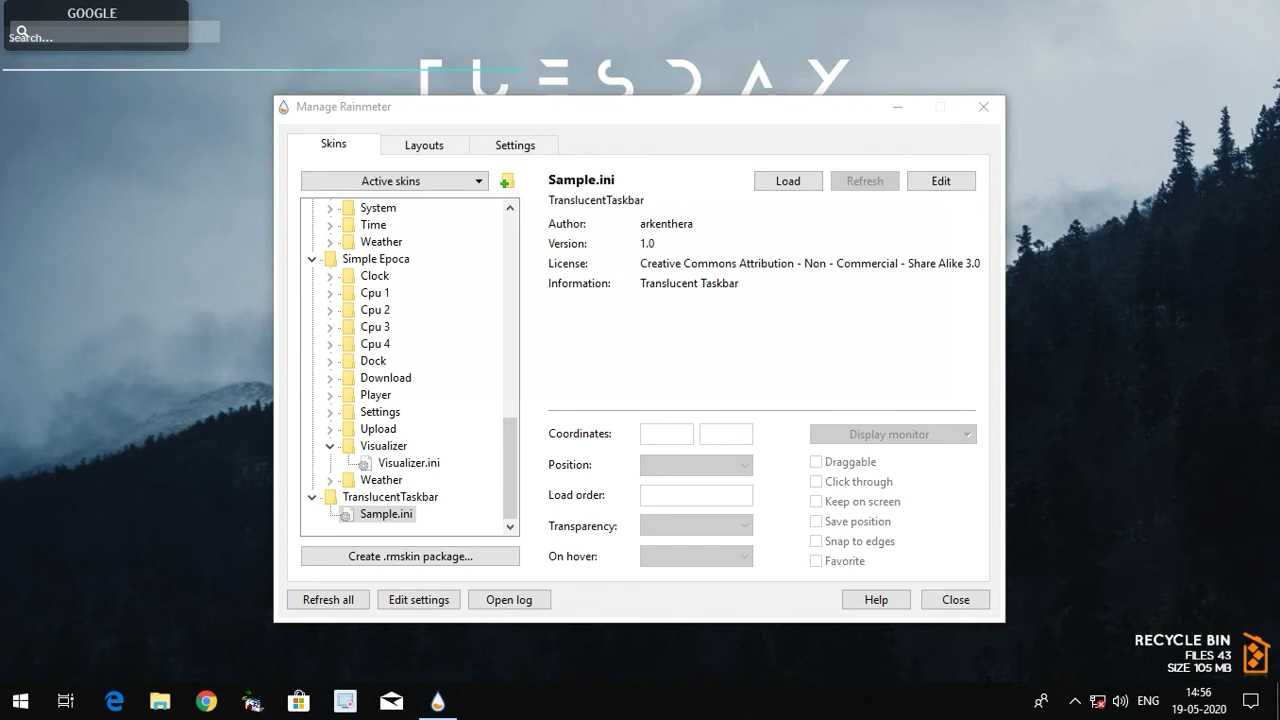 GOOGLE
Search...
TUESDAY
Manage Rainmeter
Skins
Layouts
Settings
Active skins
System
Time
Weather
Simple Epoca
Clock
Cpu 1
Cpu 2
Cpu 3
Cpu 4
Dock
Download
Player
Settings
Upload
Visualizer
Visualizer.ini
Weather
TranslucentTaskbar
Sample.ini
Create .rmskin package...
Sample.ini
Load
Refresh
Edit
TranslucentTaskbar
Author: arkenthera
Version: 1.0
License: Creative Commons Attribution - Non - Commercial - Share Alike 3.0
Information: Translucent Taskbar
Coordinates:
Position:
Load order:
Transparency:
On hover:
Display monitor
Draggable
Click through
Keep on screen
Save position
Snap to edges
Favorite
Refresh all
Edit settings
Open log
Help
Close
RECYCLE BIN
FILES 43
SIZE 105 MB
ENG
14:56
19-05-2020